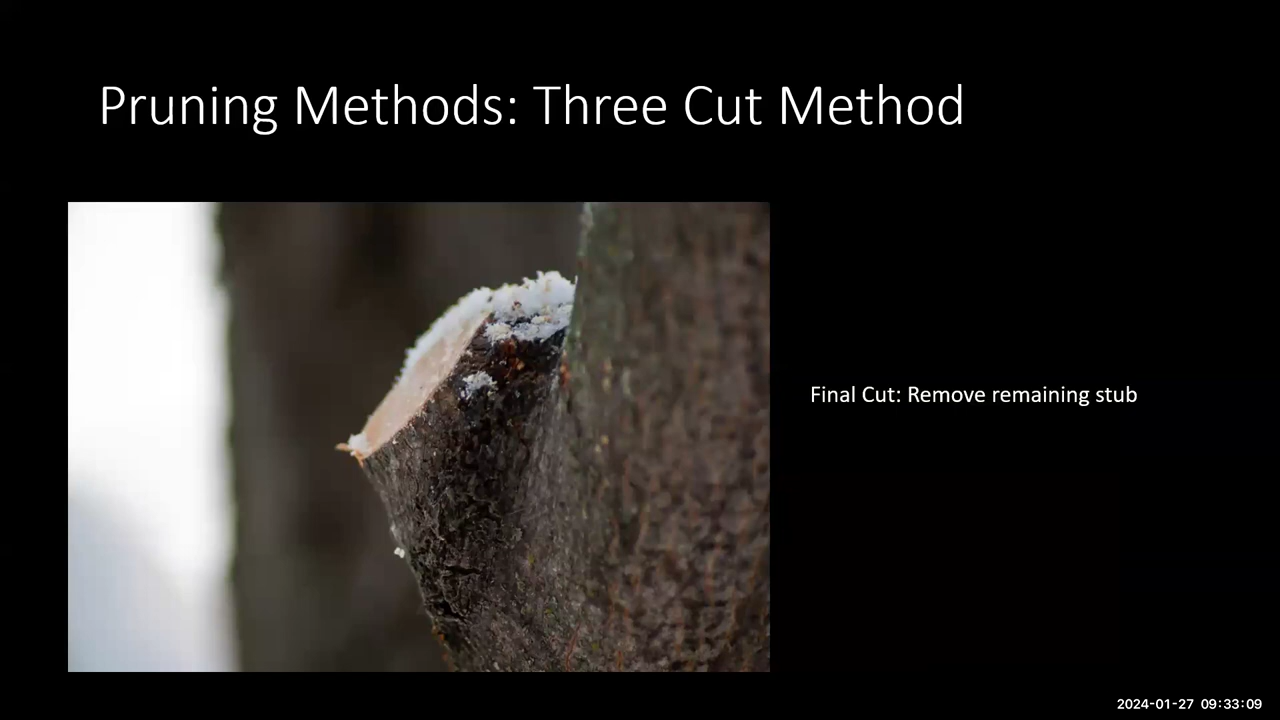 Pruning Methods: Three Cut Method
Final Cut: Remove remaining stub
2024-01-27 09:33:09